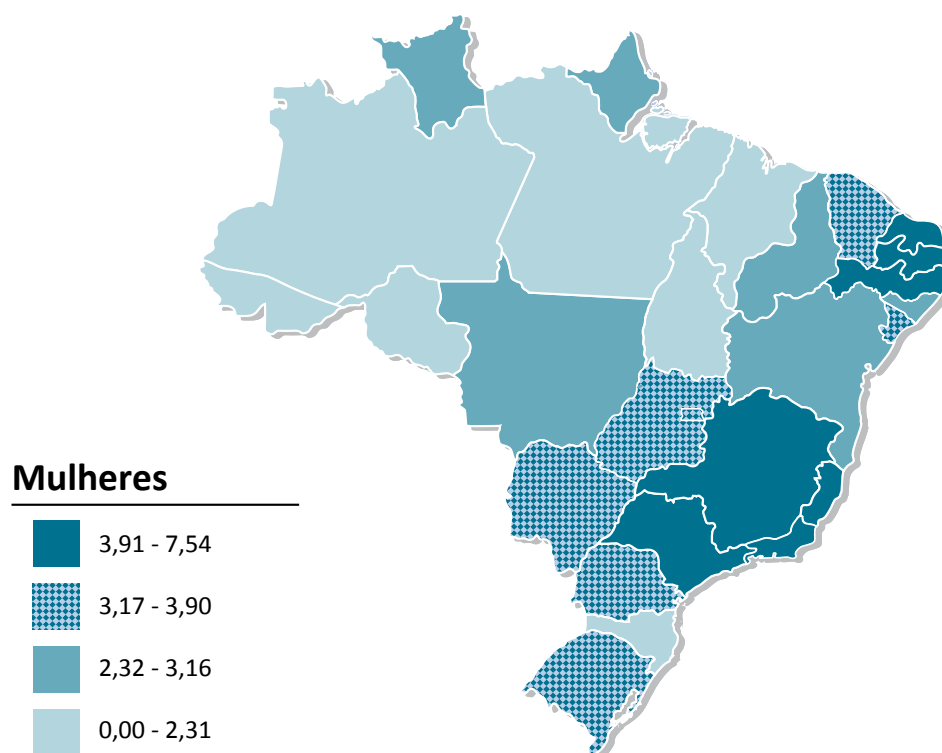 Mulheres
3,91 - 7,54
3,17 - 3,90
2,32 - 3,16
0,00 - 2,31